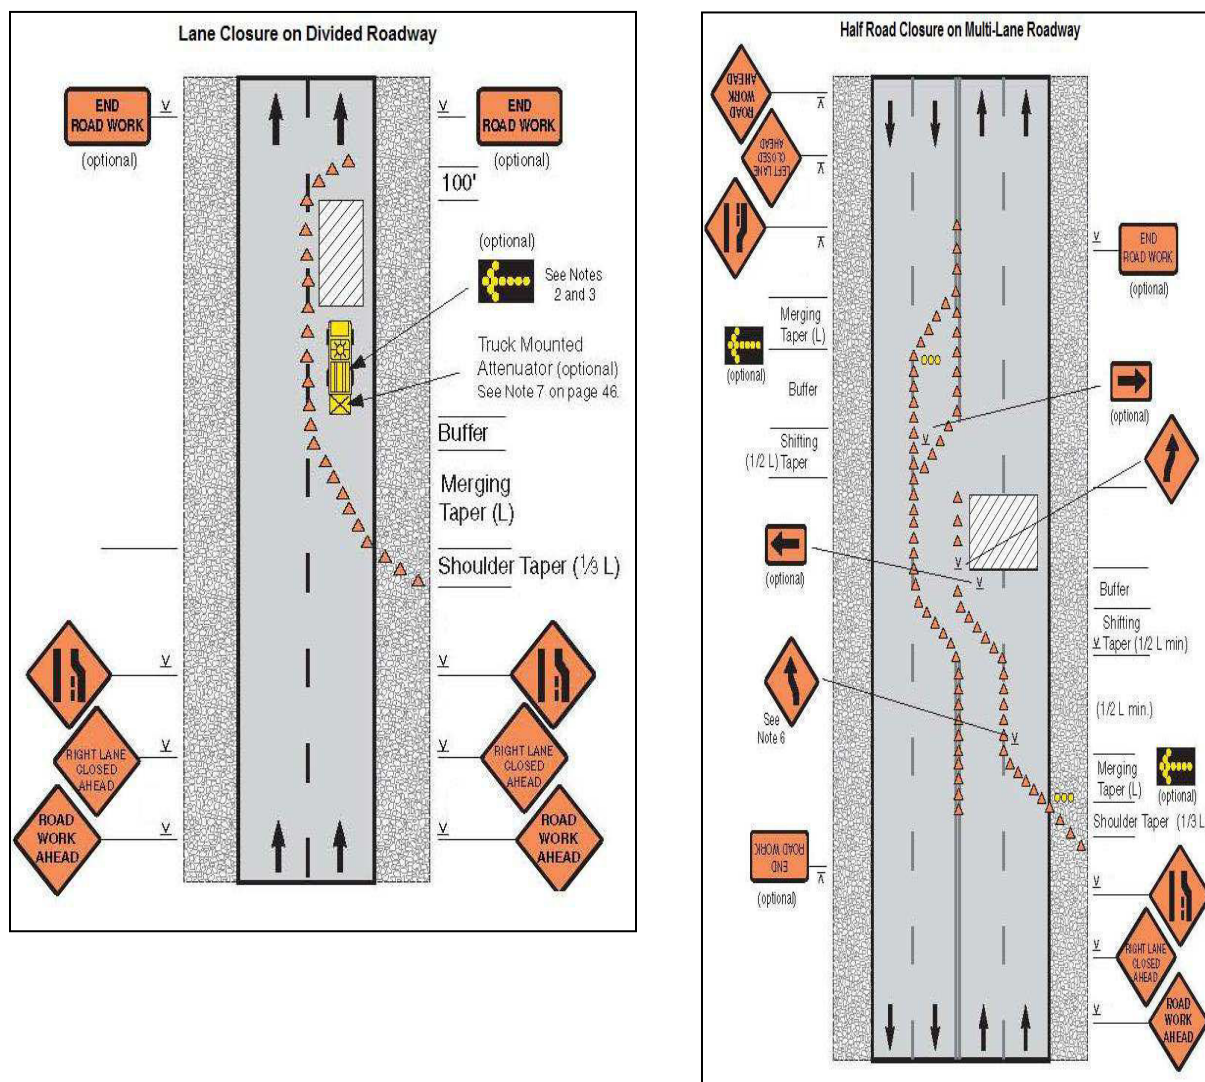 Lane Closure on Divided Roadway
END
ROAD WORK
(optional)
END
ROAD WORK
(optional)
100'
(optional)
See Notes
2 and 3
Truck Mounted
Attenuator (optional)
See Note 7 on page 46.
Buffer
Merging
Taper (L)
Shoulder Taper (1/3 L)
RIGHT LANE
CLOSED
AHEAD
ROAD
WORK
AHEAD
RIGHT LANE
CLOSED
AHEAD
ROAD
WORK
AHEAD
Half Road Closure on Multi-Lane Roadway
ROAD
WORK
AHEAD
LEFT LANE
CLOSED
AHEAD
END
ROAD WORK
(optional)
Merging
Taper (L)
(optional)
Buffer
(optional)
Shifting
(1/2 L) Taper
(optional)
Buffer
Shifting
Taper (1/2 L min)
See
Note 6
(1/2 L min.)
Merging
Taper (L)
(optional)
Shoulder Taper (1/3 L
END
ROAD WORK
(optional)
RIGHT LANE
CLOSED
AHEAD
ROAD
WORK
AHEAD